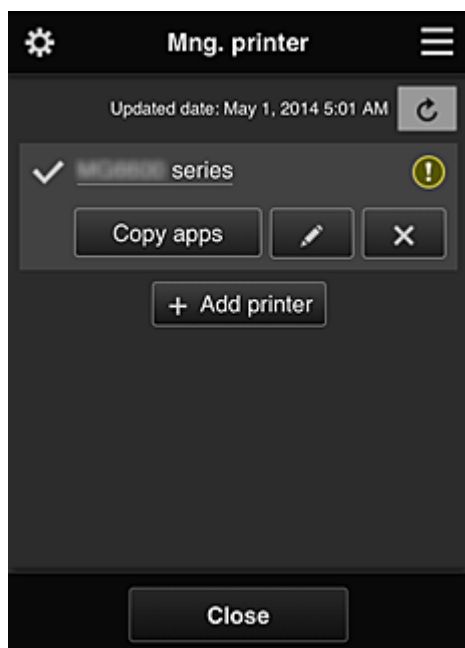 Mng. printer
Updated date: May 1, 2014 5:01 AM
series
Copy apps
+ Add printer
Close